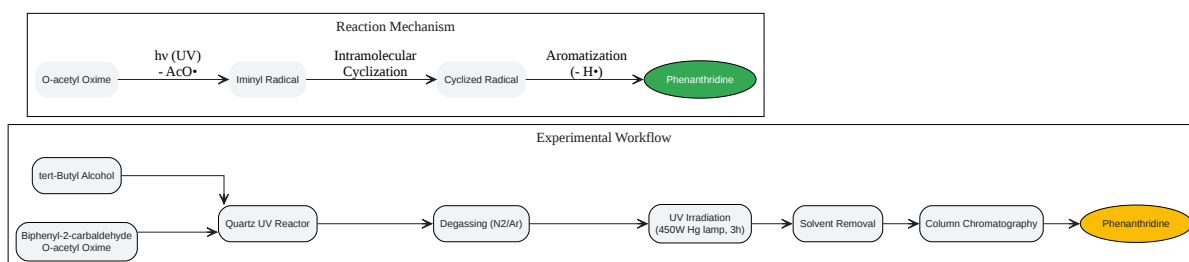 Reaction Mechanism
O-acetyl Oxime
hν (UV)
- AcO•
Iminyl Radical
Intramolecular
Cyclization
Cyclized Radical
Aromatization
(- H•)
Phenanthridine
Experimental Workflow
tert-Butyl Alcohol
Biphenyl-2-carbaldehyde
O-acetyl Oxime
Quartz UV Reactor
Degassing (N2/Ar)
UV Irradiation
(450W Hg lamp, 3h)
Solvent Removal
Column Chromatography
Phenanthridine